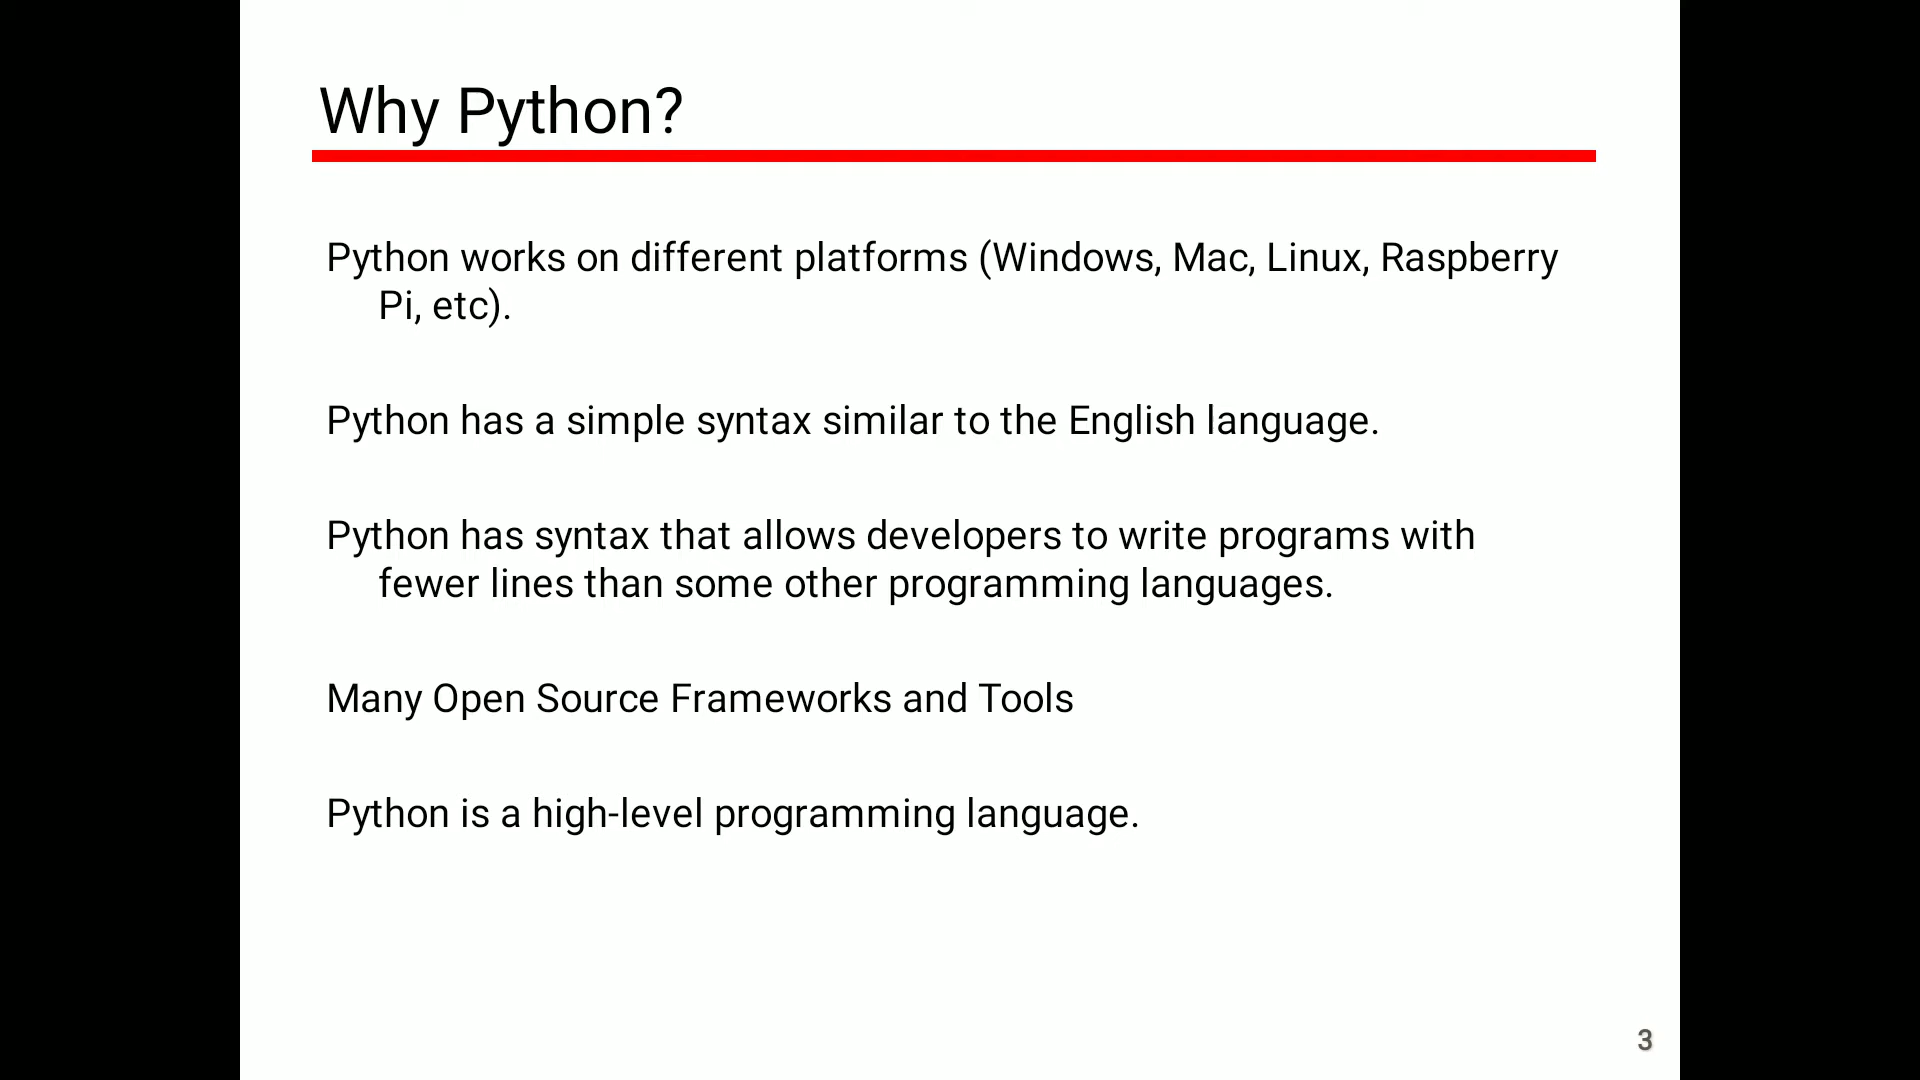 Why Python?
Python works on different platforms (Windows, Mac, Linux, Raspberry
Pi, etc).
Python has a simple syntax similar to the English language.
Python has syntax that allows developers to write programs with
fewer lines than some other programming languages.
Many Open Source Frameworks and Tools
Python is a high-level programming language.
3